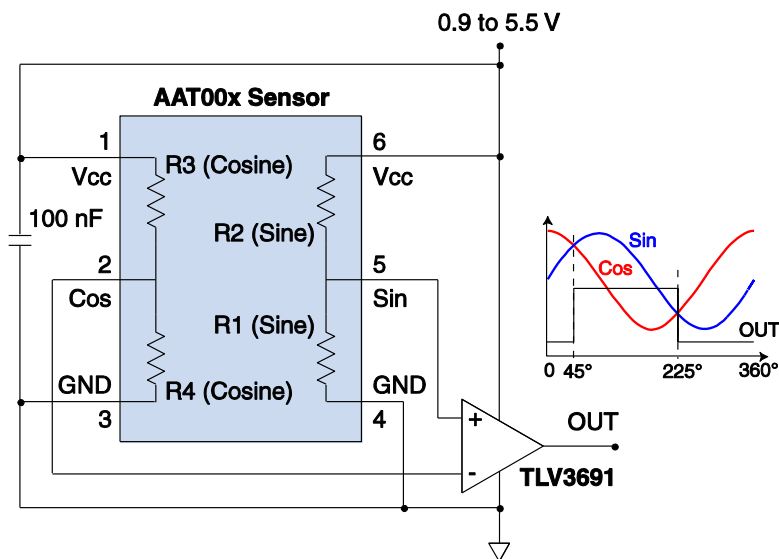 0.9 to 5.5 V
AAT00x Sensor
1
Vcc
R3 (Cosine)
6
Vcc
100 nF
R2 (Sine)
2
Cos
5
Sin
R1 (Sine)
GND
3
R4 (Cosine)
GND
4
+
-
OUT
TLV3691
Sin
Cos
OUT
0 45° 225° 360°